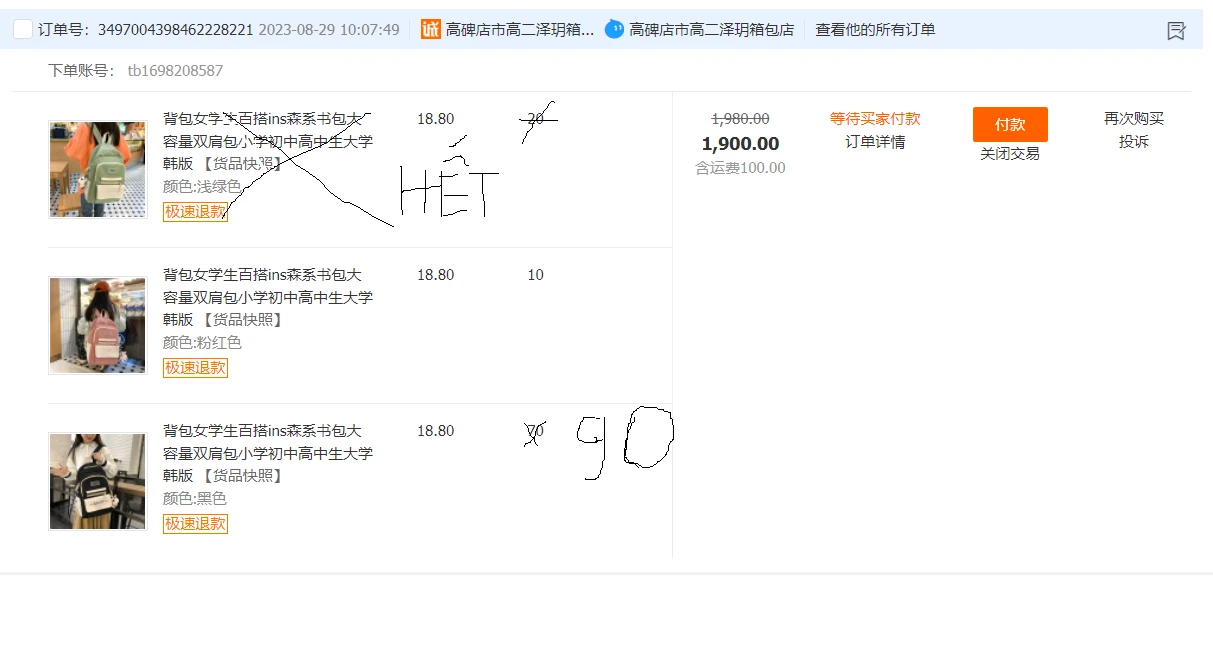 订单号：3497004398462228221 2023-08-29 10:07:49 诚 高碑店市高二泽玥箱... 高碑店市高二泽玥箱包店 查看他的所有订单
下单账号： tb1698208587
背包女学生百搭ins森系书包大
容量双肩包小学初中高中生大学
韩版 【货品快照】
颜色:浅绿色
极速退款
18.80
20
HẾT
1,980.00
1,900.00
含运费100.00
等待买家付款
订单详情
付款
关闭交易
再次购买
投诉
背包女学生百搭ins森系书包大
容量双肩包小学初中高中生大学
韩版 【货品快照】
颜色:粉红色
极速退款
18.80
10
背包女学生百搭ins森系书包大
容量双肩包小学初中高中生大学
韩版 【货品快照】
颜色:黑色
极速退款
18.80
70
90